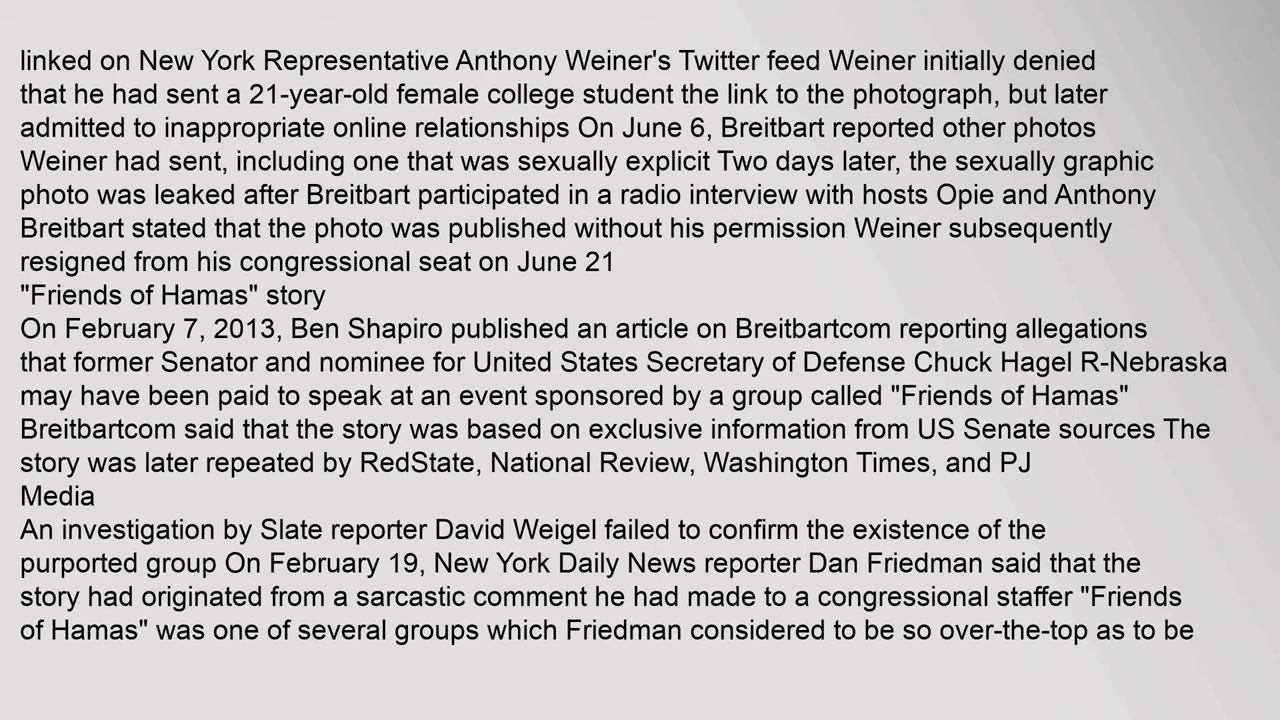 linked on New York Representative Anthony Weiner's Twitter feed Weiner initially denied
that he had sent a 21-year-old female college student the link to the photograph, but later
admitted to inappropriate online relationships On June 6, Breitbart reported other photos
Weiner had sent, including one that was sexually explicit Two days later, the sexually graphic
photo was leaked after Breitbart participated in a radio interview with hosts Opie and Anthony
Breitbart stated that the photo was published without his permission Weiner subsequently
resigned from his congressional seat on June 21
"Friends of Hamas" story
On February 7, 2013, Ben Shapiro published an article on Breitbartcom reporting allegations
that former Senator and nominee for United States Secretary of Defense Chuck Hagel R-Nebraska
may have been paid to speak at an event sponsored by a group called "Friends of Hamas"
Breitbartcom said that the story was based on exclusive information from US Senate sources The
story was later repeated by RedState, National Review, Washington Times, and PJ
Media
An investigation by Slate reporter David Weigel failed to confirm the existence of the
purported group On February 19, New York Daily News reporter Dan Friedman said that the
story had originated from a sarcastic comment he had made to a congressional staffer "Friends
of Hamas" was one of several groups which Friedman considered to be so over-the-top as to be